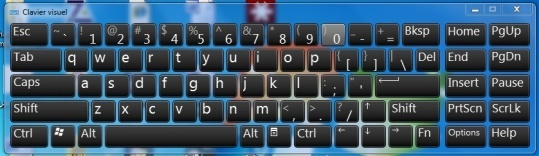 Clavier visuel
Esc ~ ` ! 1 @ 2 # 3 $ 4 % 5 ^ 6 & 7 * 8 ( 9 ) 0 _ - + = Bksp Home PgUp
Tab q w e r t y u i o p { [ } ] | \ Del End PgDn
Caps a s d f g h j k l : ; " ' Insert Pause
Shift z x c v b n m < , > . ? / ↑ Shift PrtScn ScrLk
Ctrl Alt Alt Ctrl ← ↓ → Fn Options Help